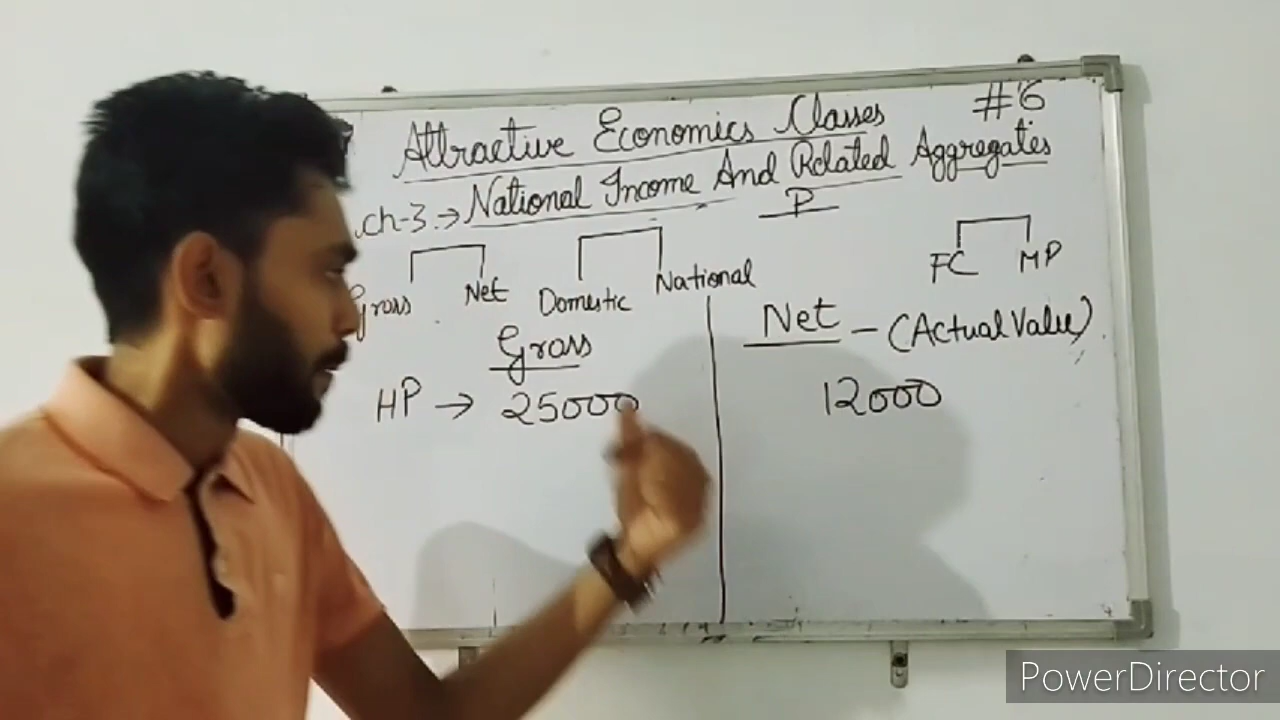 Attractive Economics Classes #6
ch-3.→ National Income And Related Aggregates
P
Gross Net Domestic National FC MP
Gross Net - (Actual Value)
HP → 25000 12000
PowerDirector